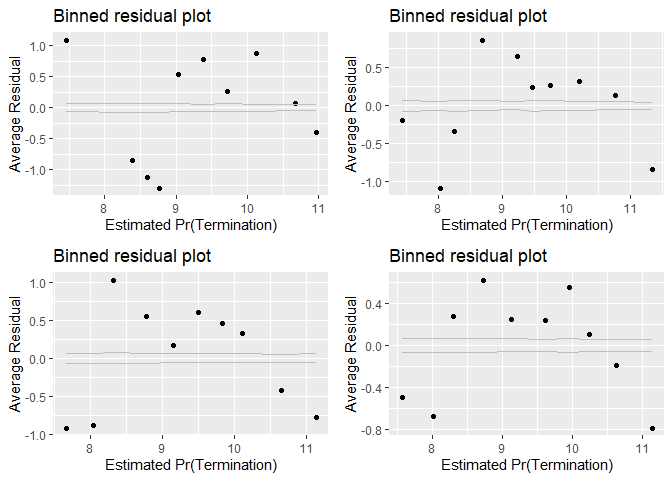 Binned residual plot
Average Residual
1.0
0.5
0.0
-0.5
-1.0
8 9 10 11
Estimated Pr(Termination)
Binned residual plot
Average Residual
0.5
0.0
-0.5
-1.0
8 9 10 11
Estimated Pr(Termination)
Binned residual plot
Average Residual
1.0
0.5
0.0
-0.5
-1.0
8 9 10 11
Estimated Pr(Termination)
Binned residual plot
Average Residual
0.4
0.0
-0.4
-0.8
8 9 10 11
Estimated Pr(Termination)